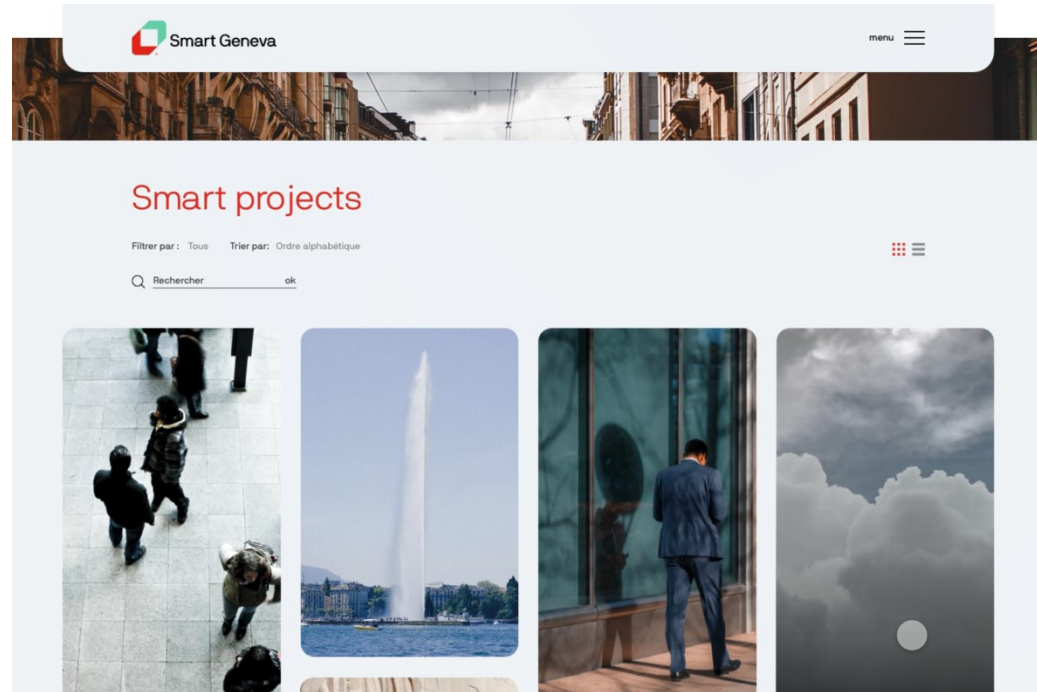 Smart Geneva
menu
Smart projects
Filtrer par : Tous Trier par: Ordre alphabétique
Rechercher ok